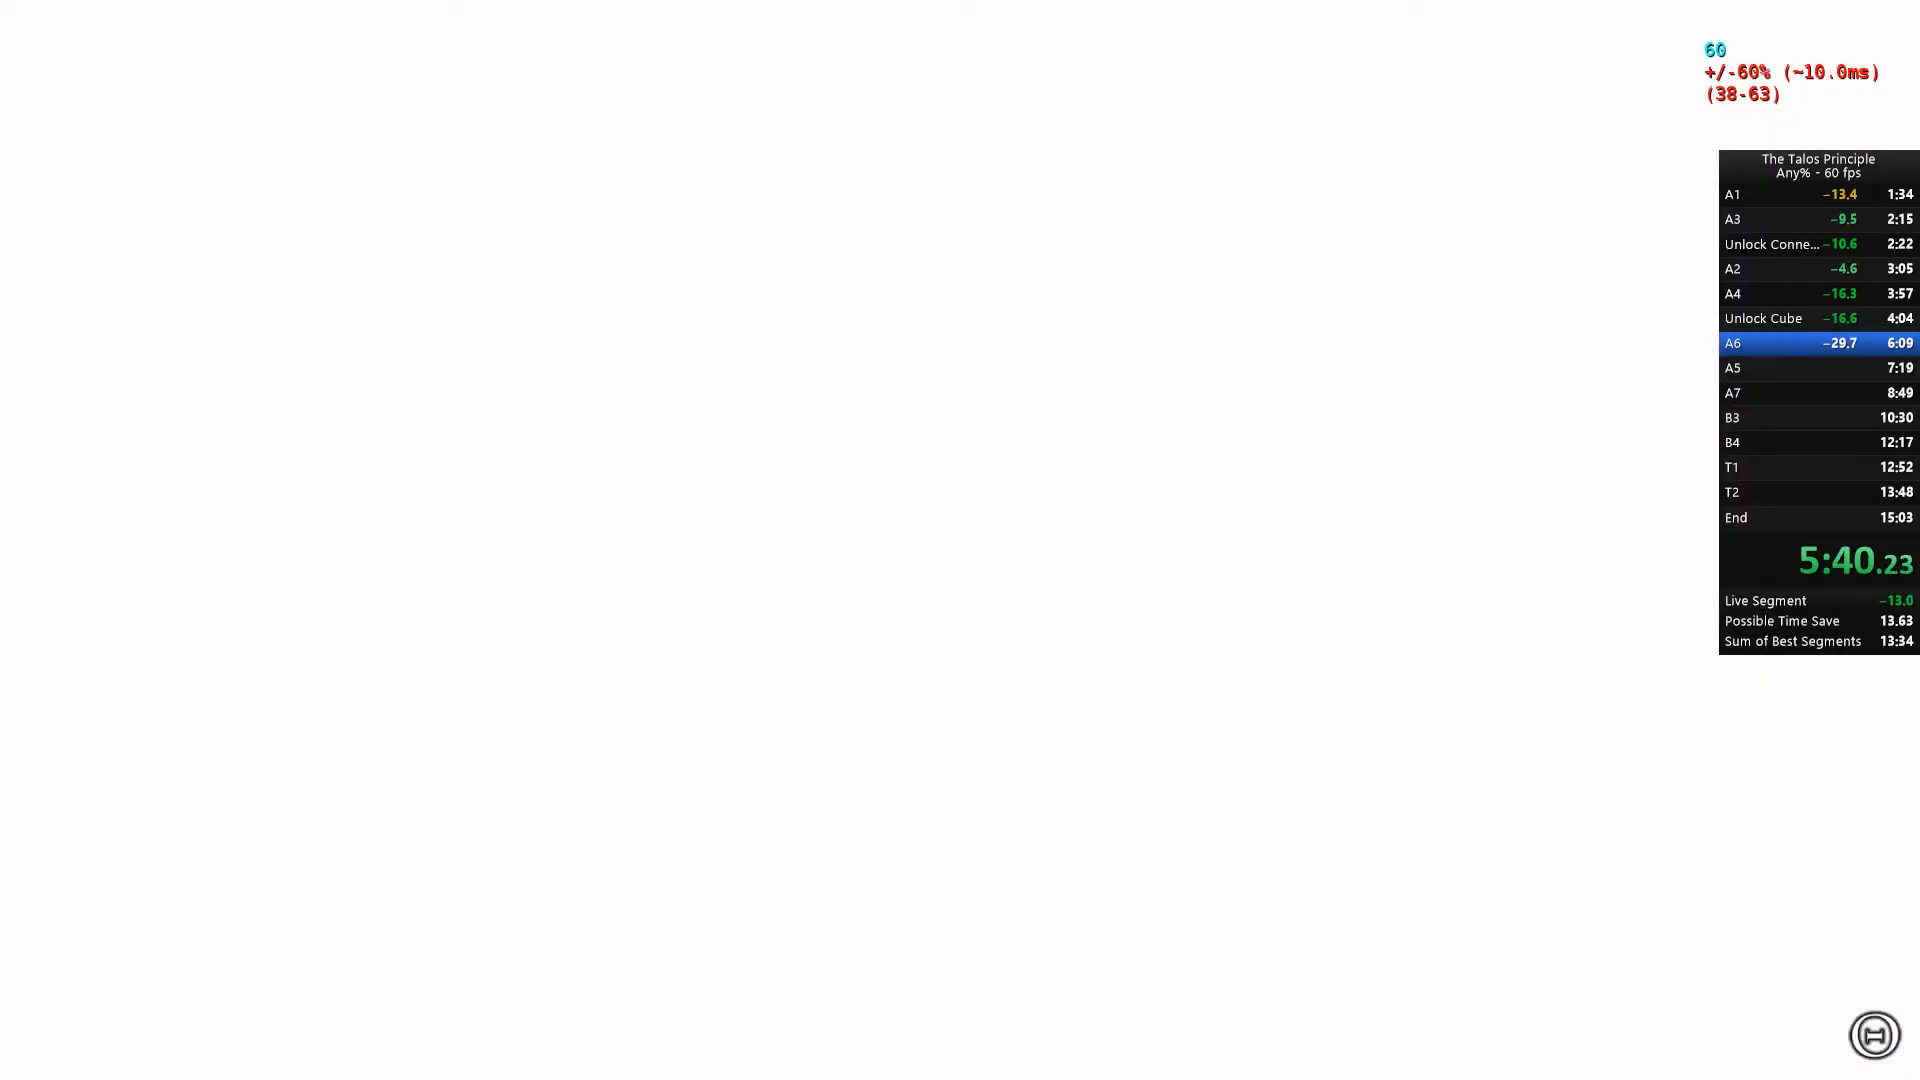 60
+/-60% (~10.0ms)
(38-63)
The Talos Principle
Any% - 60 fps
A1 −13.4 1:34
A3 −9.5 2:15
Unlock Conne... −10.6 2:22
A2 −4.6 3:05
A4 −16.3 3:57
Unlock Cube −16.6 4:04
A6 −29.7 6:09
A5 7:19
A7 8:49
B3 10:30
B4 12:17
T1 12:52
T2 13:48
End 15:03
5:40.23
Live Segment −13.0
Possible Time Save 13.63
Sum of Best Segments 13:34